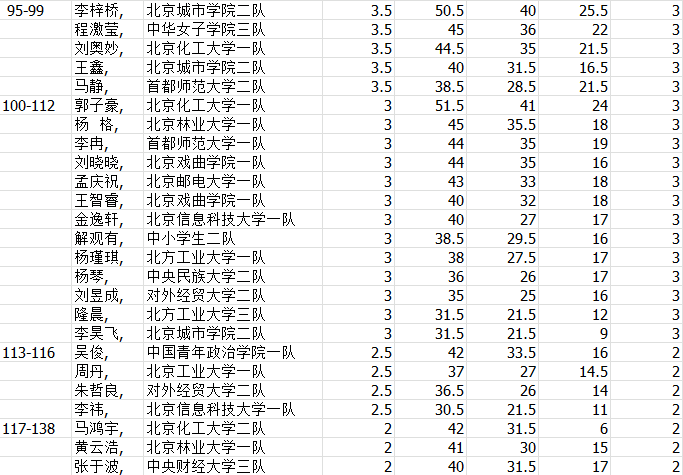 95-99 李梓桥, 北京城市学院二队 3.5 50.5 40 25.5 3
程激莹, 中华女子学院三队 3.5 45 36 22 3
刘奥妙, 北京化工大学一队 3.5 44.5 35 21.5 3
王鑫, 北京城市学院二队 3.5 40 31.5 16.5 3
马静, 首都师范大学二队 3.5 38.5 28.5 21.5 3
100-112 郭子豪, 北京化工大学一队 3 51.5 41 24 3
杨 格, 北京林业大学一队 3 45 35.5 18 3
李冉, 首都师范大学一队 3 44 35 19 3
刘晓晓, 北京戏曲学院一队 3 44 35 16 3
孟庆祝, 北京邮电大学一队 3 43 33 18 3
王智睿, 北京戏曲学院一队 3 40 32 18 3
金逸轩, 北京信息科技大学一队 3 40 27 17 3
解观有, 中小学生二队 3 38.5 29.5 16 3
杨瑾琪, 北方工业大学一队 3 38 27.5 17 3
杨琴, 中央民族大学二队 3 36 26 17 3
刘昱成, 对外经贸大学二队 3 35 25 16 3
隆晨, 北方工业大学三队 3 31.5 21.5 12 3
李昊飞, 北京城市学院二队 3 31.5 21.5 9 3
113-116 吴俊, 中国青年政治学院一队 2.5 42 33.5 16 2
周丹, 北京工业大学一队 2.5 37 27 14.5 2
朱哲良, 对外经贸大学二队 2.5 36.5 26 14 2
李祎, 北京信息科技大学一队 2.5 30.5 21.5 11 2
117-138 马鸿宇, 北京化工大学二队 2 42 31.5 6 2
黄云浩, 北京林业大学一队 2 41 30 15 2
张于波, 中央财经大学三队 2 40 31.5 17 2